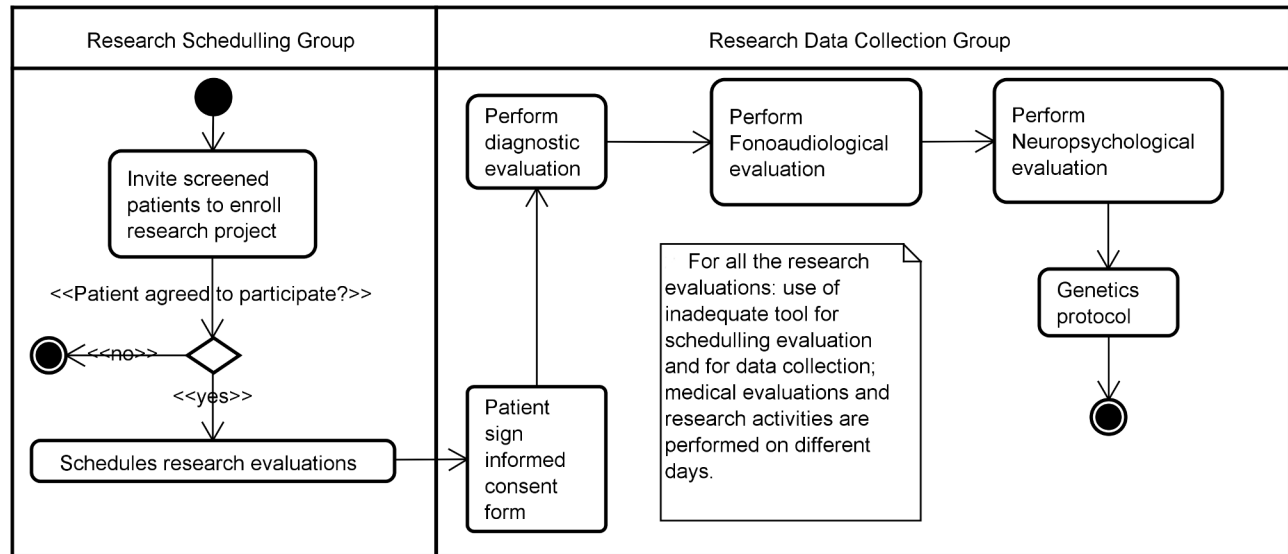 Research Schedulling Group
Research Data Collection Group
Invite screened
patients to enroll
research project
<<Patient agreed to participate?>>
<<no>>
<<yes>>
Schedules research evaluations
Patient
sign
informed
consent
form
Perform
diagnostic
evaluation
Perform
Fonoaudiological
evaluation
Perform
Neuropsychological
evaluation
Genetics
protocol
For all the research
evaluations: use of
inadequate tool for
schedulling evaluation
and for data collection;
medical evaluations and
research activities are
performed on different
days.